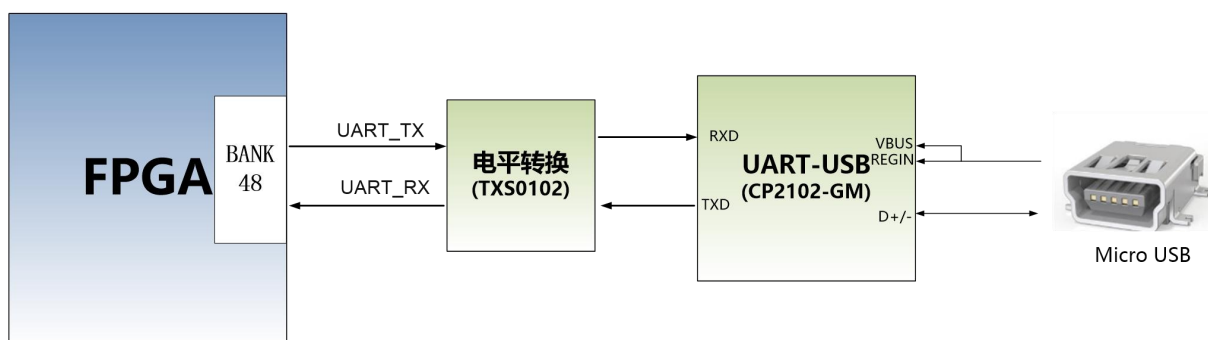 FPGA
BANK
48
UART_TX
UART_RX
电平转换
(TXS0102)
RXD
TXD
UART-USB
(CP2102-GM)
VBUS
REGIN
D+/-
Micro USB